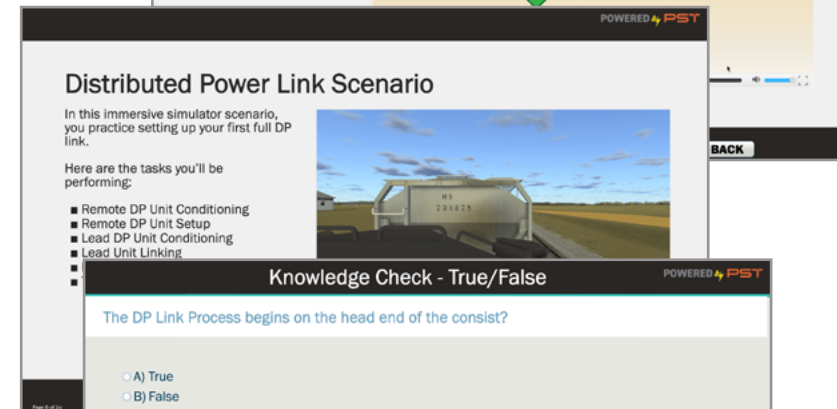 POWERED PST
Distributed Power Link Scenario
In this immersive simulator scenario,
you practice setting up your first full DP
link.
Here are the tasks you'll be
performing:
■ Remote DP Unit Conditioning
■ Remote DP Unit Setup
■ Lead DP Unit Conditioning
■ Lead Unit Linking
BACK
Knowledge Check - True/False
POWERED PST
The DP Link Process begins on the head end of the consist?
A) True
B) False